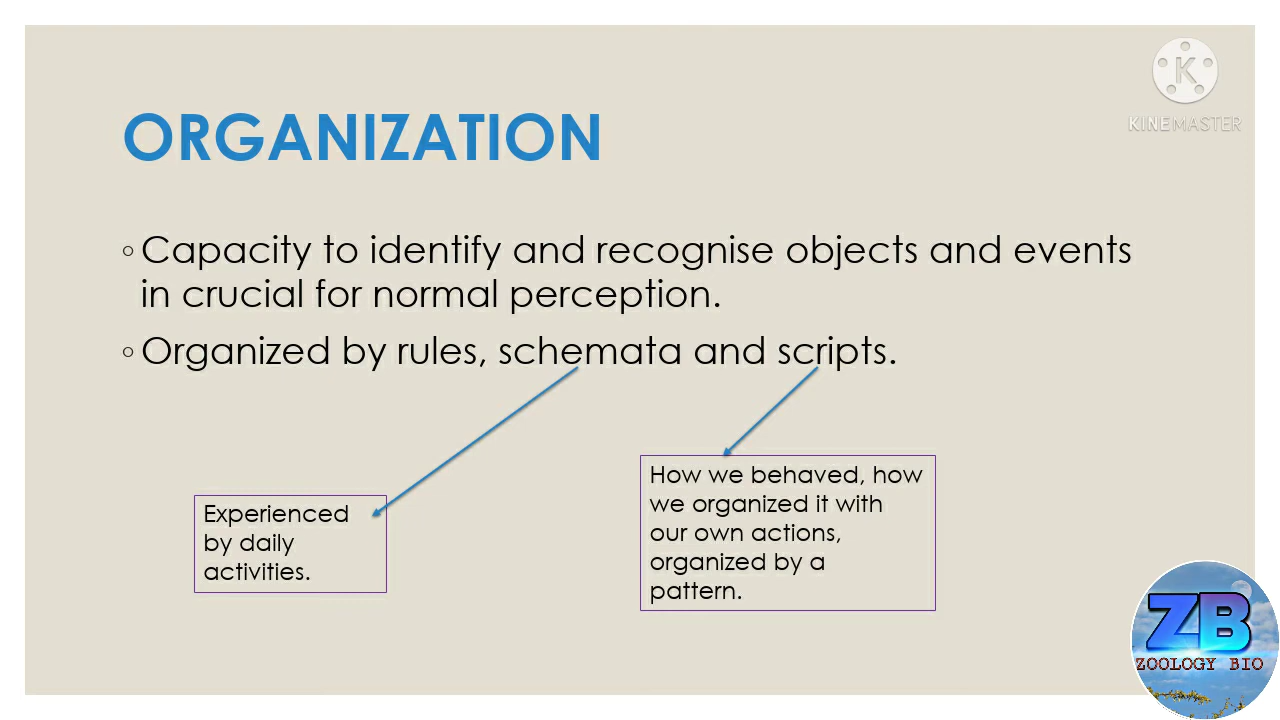 KINEMASTER
ORGANIZATION
◦Capacity to identify and recognise objects and events
in crucial for normal perception.
◦Organized by rules, schemata and scripts.
How we behaved, how
we organized it with
our own actions,
organized by a
pattern.
Experienced
by daily
activities.
ZB
ZOOLOGY BIO